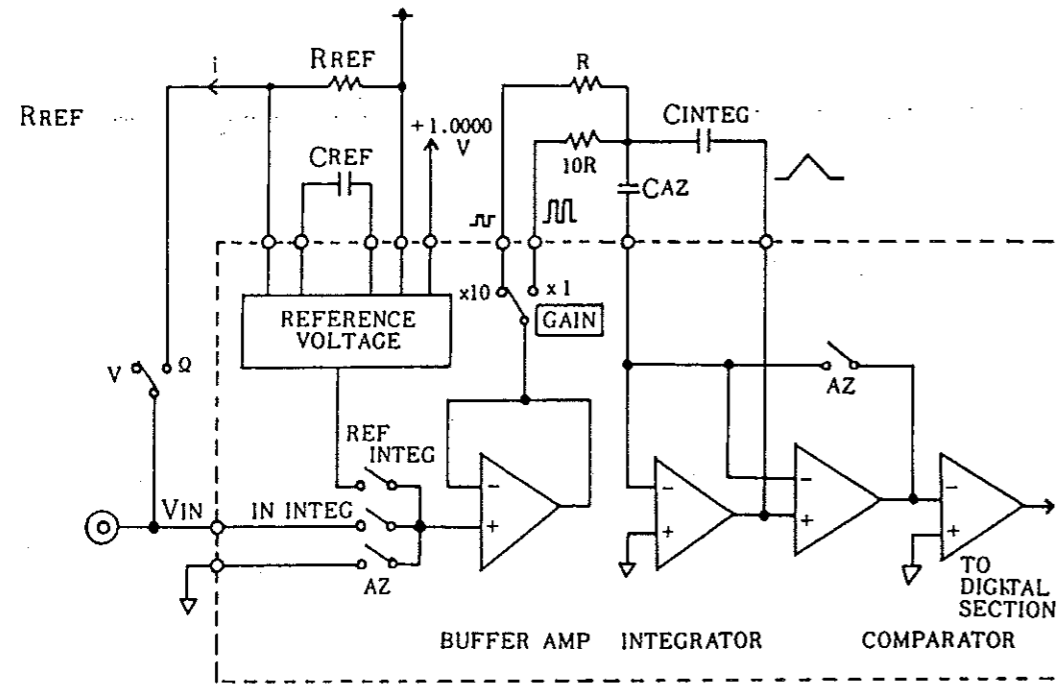 i
RREF
R
RREF
+1.0000
V
CREF
CINTEG
10R
CAZ
x10
x1
GAIN
REFERENCE
VOLTAGE
V
Ω
AZ
REF
INTEG
VIN
IN INTEG
AZ
-
+
-
+
-
+
-
+
TO
DIGKTAL
SECTION
BUFFER AMP
INTEGRATOR
COMPARATOR